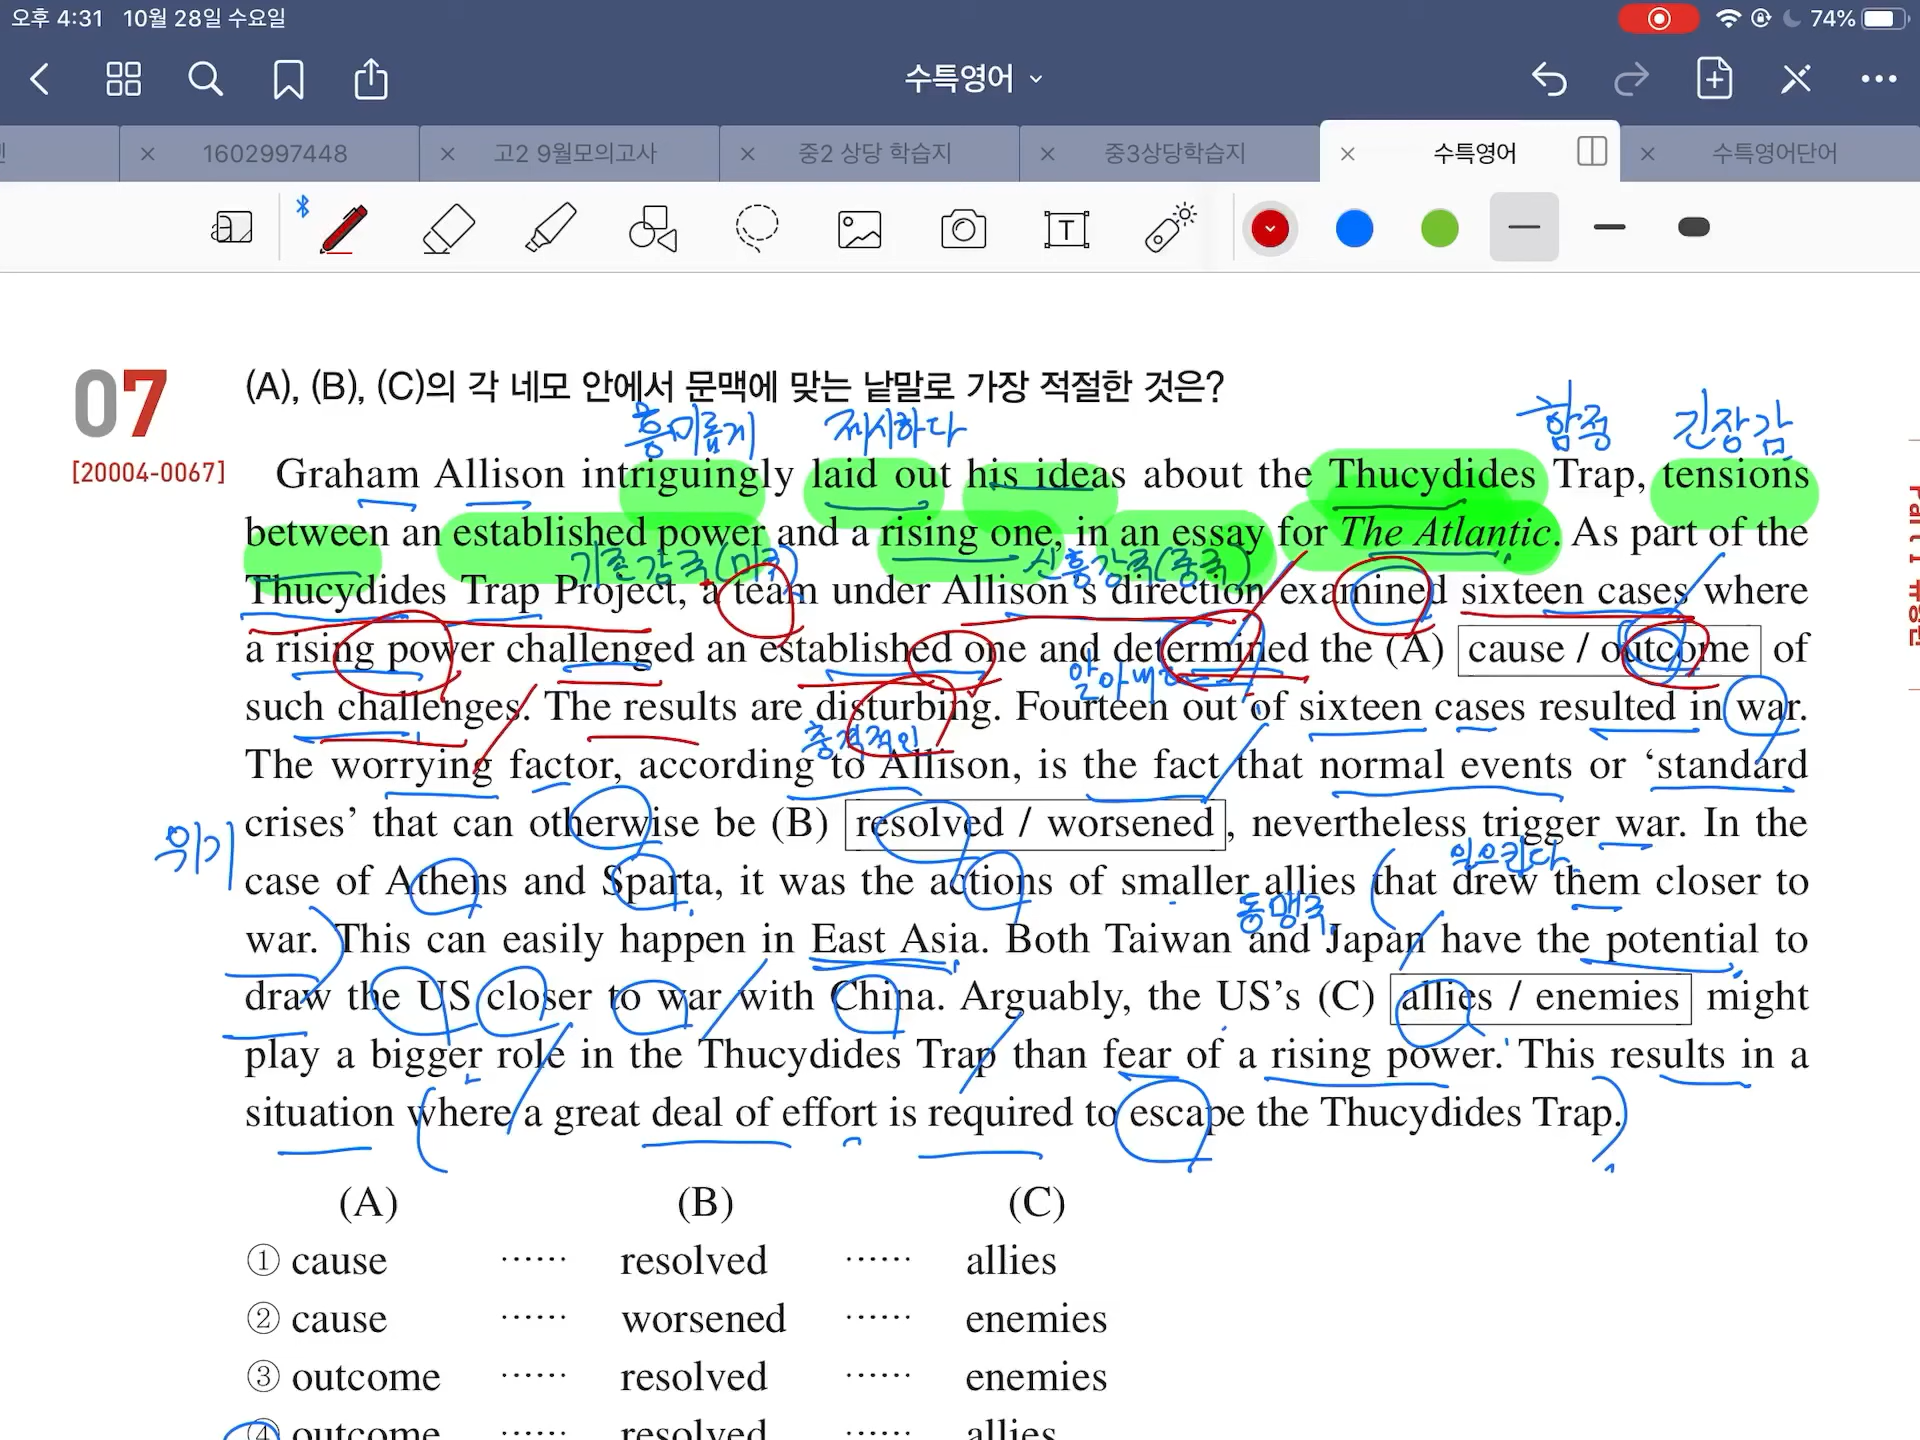 오후 4:31 10월 28일 수요일
74%
수특영어
1602997448
고2 9월모의고사
중2 상당 학습지
중3상당학습지
수특영어
수특영어단어
07
[20004-0067]
(A), (B), (C)의 각 네모 안에서 문맥에 맞는 낱말로 가장 적절한 것은?
흥미롭게 제시하다 함정 긴장감
Graham Allison intriguingly laid out his ideas about the Thucydides Trap, tensions
between an established power and a rising one, in an essay for The Atlantic. As part of the
기존강국(미국) 신흥강국(중국)
Thucydides Trap Project, a team under Allison's direction examined sixteen cases where
a rising power challenged an established one and determined the (A) cause / outcome of
such challenges. The results are disturbing. Fourteen out of sixteen cases resulted in war.
충격적인
The worrying factor, according to Allison, is the fact that normal events or ‘standard
위기
crises’ that can otherwise be (B) resolved / worsened, nevertheless trigger war. In the
일으킨다
case of Athens and Sparta, it was the actions of smaller allies that drew them closer to
동맹국
war. This can easily happen in East Asia. Both Taiwan and Japan have the potential to
draw the US closer to war with China. Arguably, the US's (C) allies / enemies might
play a bigger role in the Thucydides Trap than fear of a rising power. This results in a
situation where a great deal of effort is required to escape the Thucydides Trap.
(A) (B) (C)
① cause ...... resolved ...... allies
② cause ...... worsened ...... enemies
③ outcome ...... resolved ...... enemies
④ outcome ...... resolved ...... allies